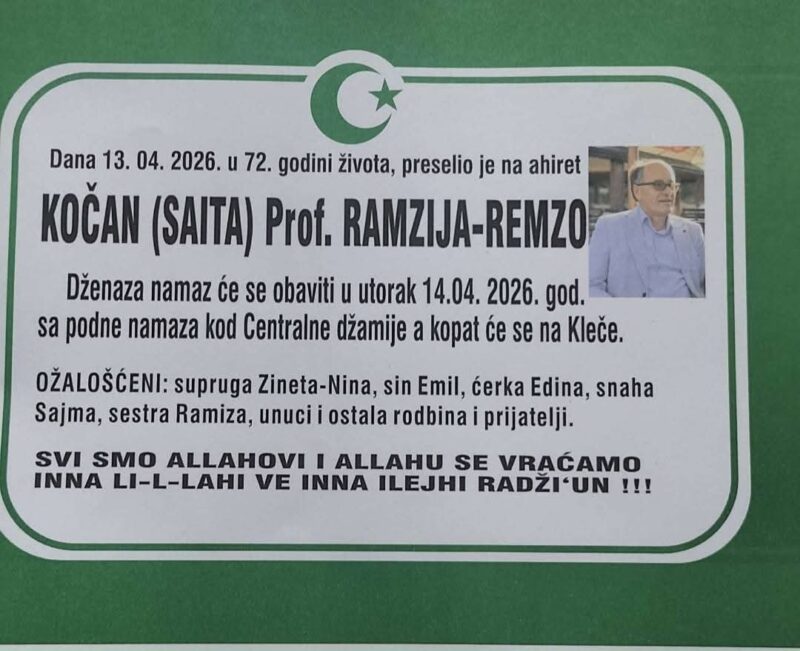 Dana 13. 04. 2026. u 72. godini života, preselio je na ahiret
KOČAN (SAITA) Prof. RAMZIJA-REMZO
Dženaza namaz će se obaviti u utorak 14.04. 2026. god.
sa podne namaza kod Centralne džamije a kopat će se na Kleče.
OŽALOŠĆENI: supruga Zineta-Nina, sin Emil, ćerka Edina, snaha
Sajma, sestra Ramiza, unuci i ostala rodbina i prijatelji.
SVI SMO ALLAHOVI I ALLAHU SE VRAĆAMO
INNA LI-L-LAHI VE INNA ILEJHI RADŽI‘UN !!!